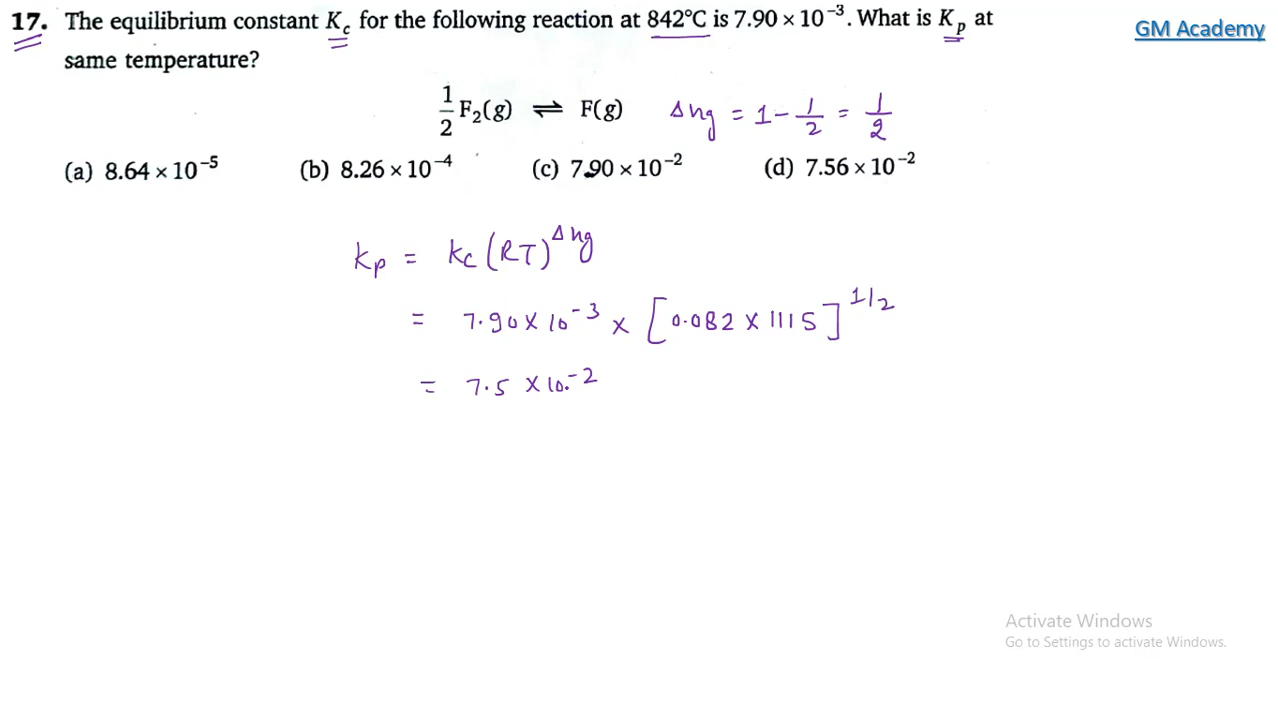 17. The equilibrium constant Kc for the following reaction at 842°C is 7.90 × 10⁻³. What is Kp at
GM Academy
same temperature?
1/2 F₂(g) ⇌ F(g) Δng = 1 - 1/2 = 1/2
(a) 8.64 × 10⁻⁵ (b) 8.26 × 10⁻⁴ (c) 7.90 × 10⁻² (d) 7.56 × 10⁻²
Kp = Kc (RT)^Δng
= 7.90 × 10⁻³ × [0.082 × 1115]^1/2
= 7.5 × 10⁻²
Activate Windows
Go to Settings to activate Windows.